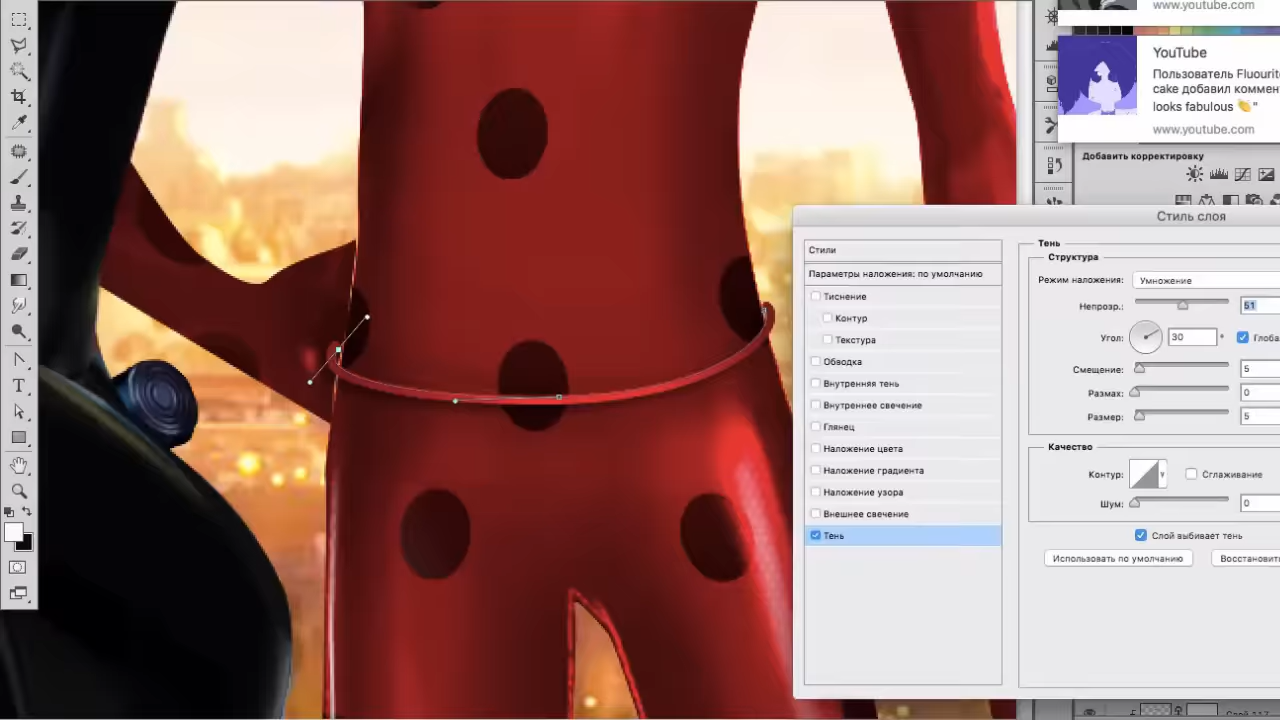 www.youtube.com
YouTube
Пользователь Fluourit
cake добавил коммент
looks fabulous 👏"
www.youtube.com
Добавить корректировку
Стиль слоя
Стили
Параметры наложения: по умолчанию
Тиснение
Контур
Текстура
Обводка
Внутренняя тень
Внутреннее свечение
Глянец
Наложение цвета
Наложение градиента
Наложение узора
Внешнее свечение
Тень
Тень
Структура
Режим наложения: Умножение
Непрозр.: 51
Угол: 30 ° Глоба
Смещение: 5
Размах: 0
Размер: 5
Качество
Контур: Сглаживание
Шум: 0
Слой выбивает тень
Использовать по умолчанию
Восстановить